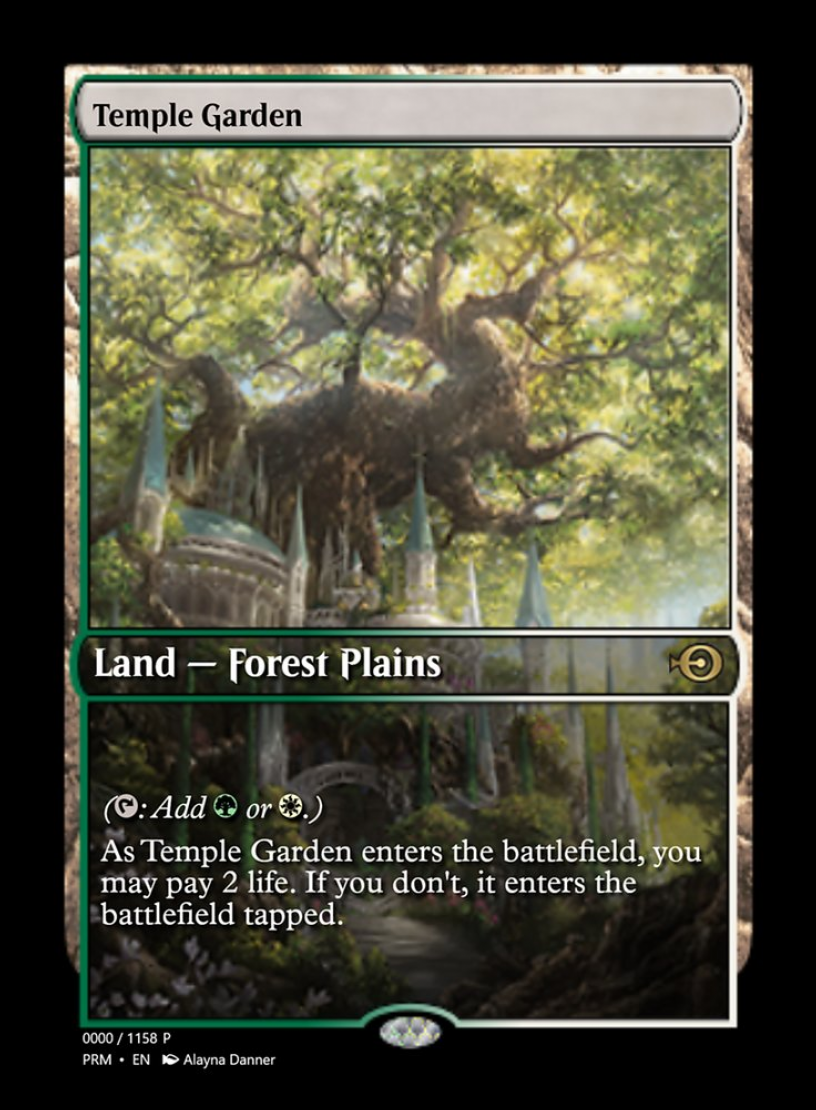 Temple Garden
Land — Forest Plains
(: Add or .)
As Temple Garden enters the battlefield, you
may pay 2 life. If you don't, it enters the
battlefield tapped.
0000 / 1158 P
PRM • EN Alayna Danner